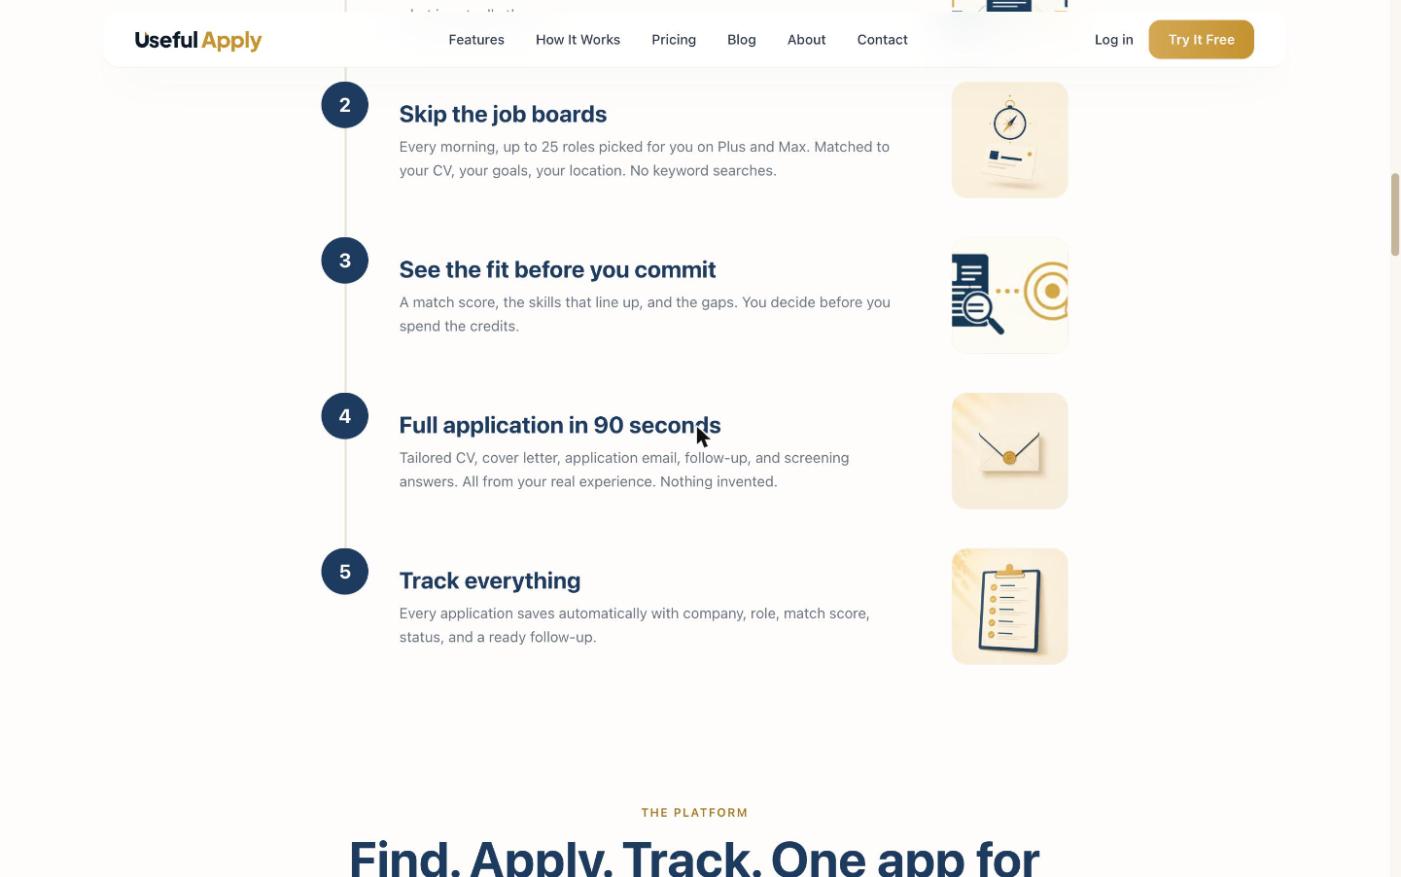 Useful Apply
Features
How It Works
Pricing
Blog
About
Contact
Log in
Try It Free
2
Skip the job boards
Every morning, up to 25 roles picked for you on Plus and Max. Matched to
your CV, your goals, your location. No keyword searches.
3
See the fit before you commit
A match score, the skills that line up, and the gaps. You decide before you
spend the credits.
4
Full application in 90 seconds
Tailored CV, cover letter, application email, follow-up, and screening
answers. All from your real experience. Nothing invented.
5
Track everything
Every application saves automatically with company, role, match score,
status, and a ready follow-up.
THE PLATFORM
Find. Apply. Track. One app for